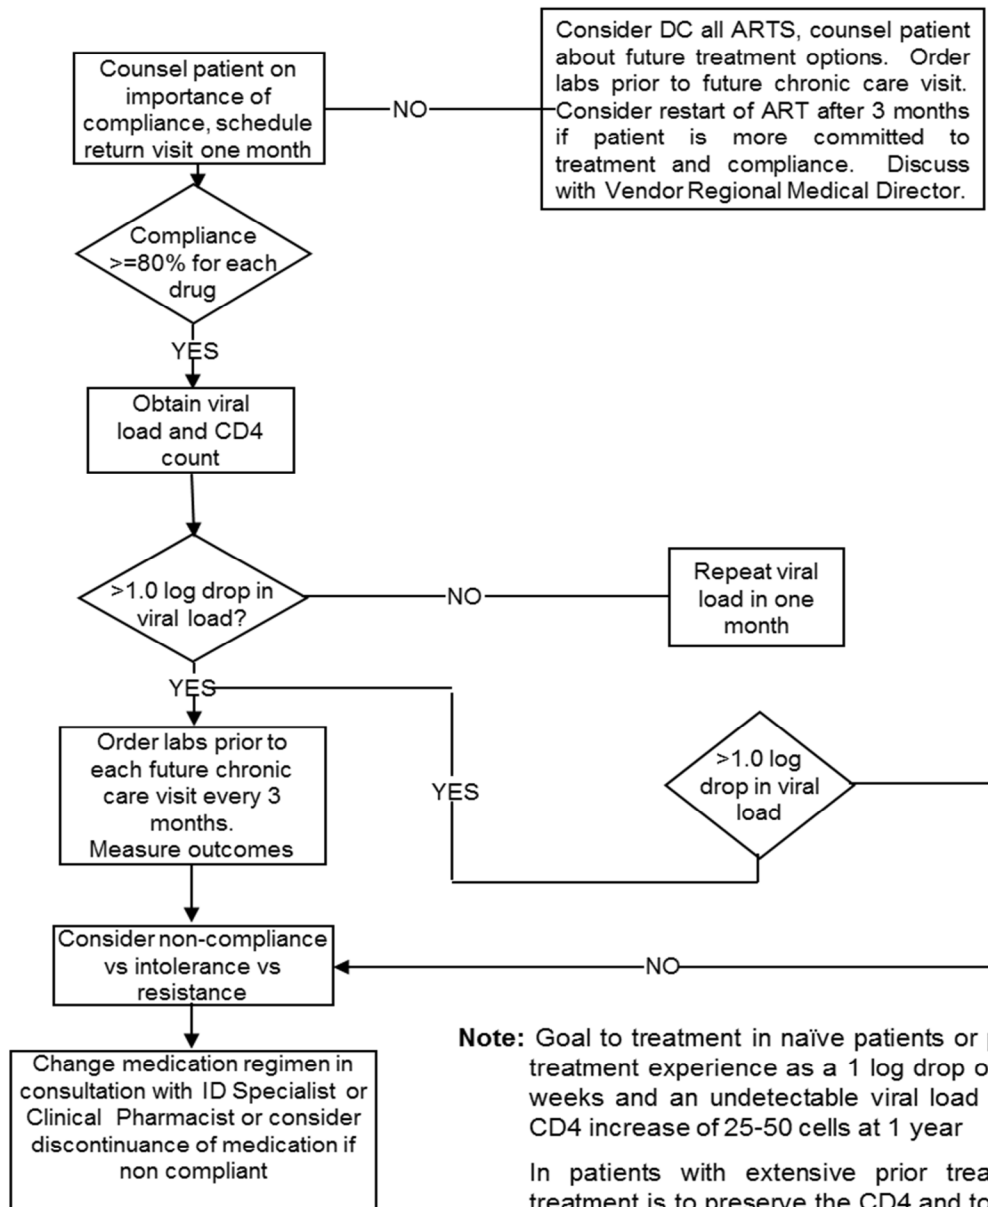 Counsel patient on
importance of
compliance, schedule
return visit one month
NO
Consider DC all ARTS, counsel patient
about future treatment options. Order
labs prior to future chronic care visit.
Consider restart of ART after 3 months
if patient is more committed to
treatment and compliance. Discuss
with Vendor Regional Medical Director.
Compliance
>=80% for each
drug
YES
Obtain viral
load and CD4
count
>1.0 log drop in
viral load?
NO
Repeat viral
load in one
month
YES
Order labs prior to
each future chronic
care visit every 3
months.
Measure outcomes
YES
>1.0 log
drop in viral
load
Consider non-compliance
vs intolerance vs
resistance
NO
Change medication regimen in
consultation with ID Specialist or
Clinical Pharmacist or consider
discontinuance of medication if
non compliant
Note: Goal to treatment in naïve patients or
treatment experience as a 1 log drop o
weeks and an undetectable viral load
CD4 increase of 25-50 cells at 1 year
In patients with extensive prior trea
treatment is to preserve the CD4 and to